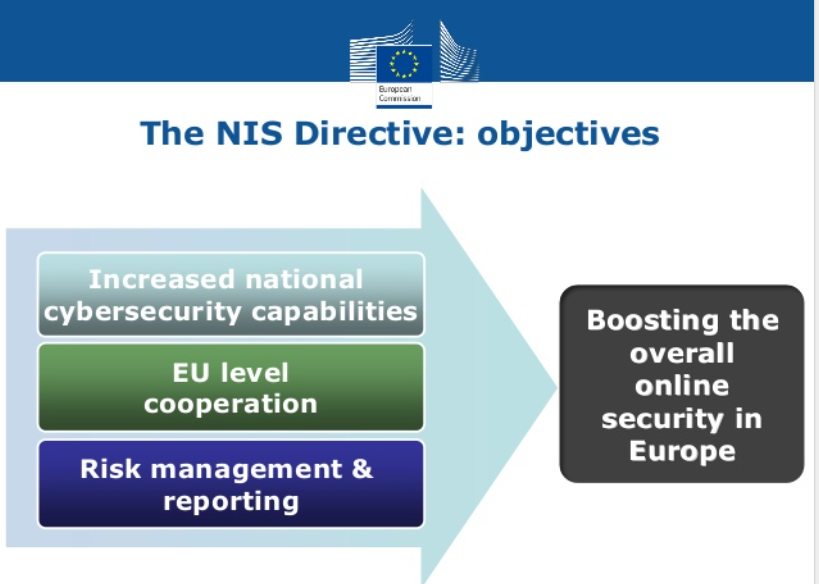 European
Commission
The NIS Directive: objectives
Increased national
cybersecurity capabilities
EU level
cooperation
Risk management &
reporting
Boosting the
overall
online
security in
Europe